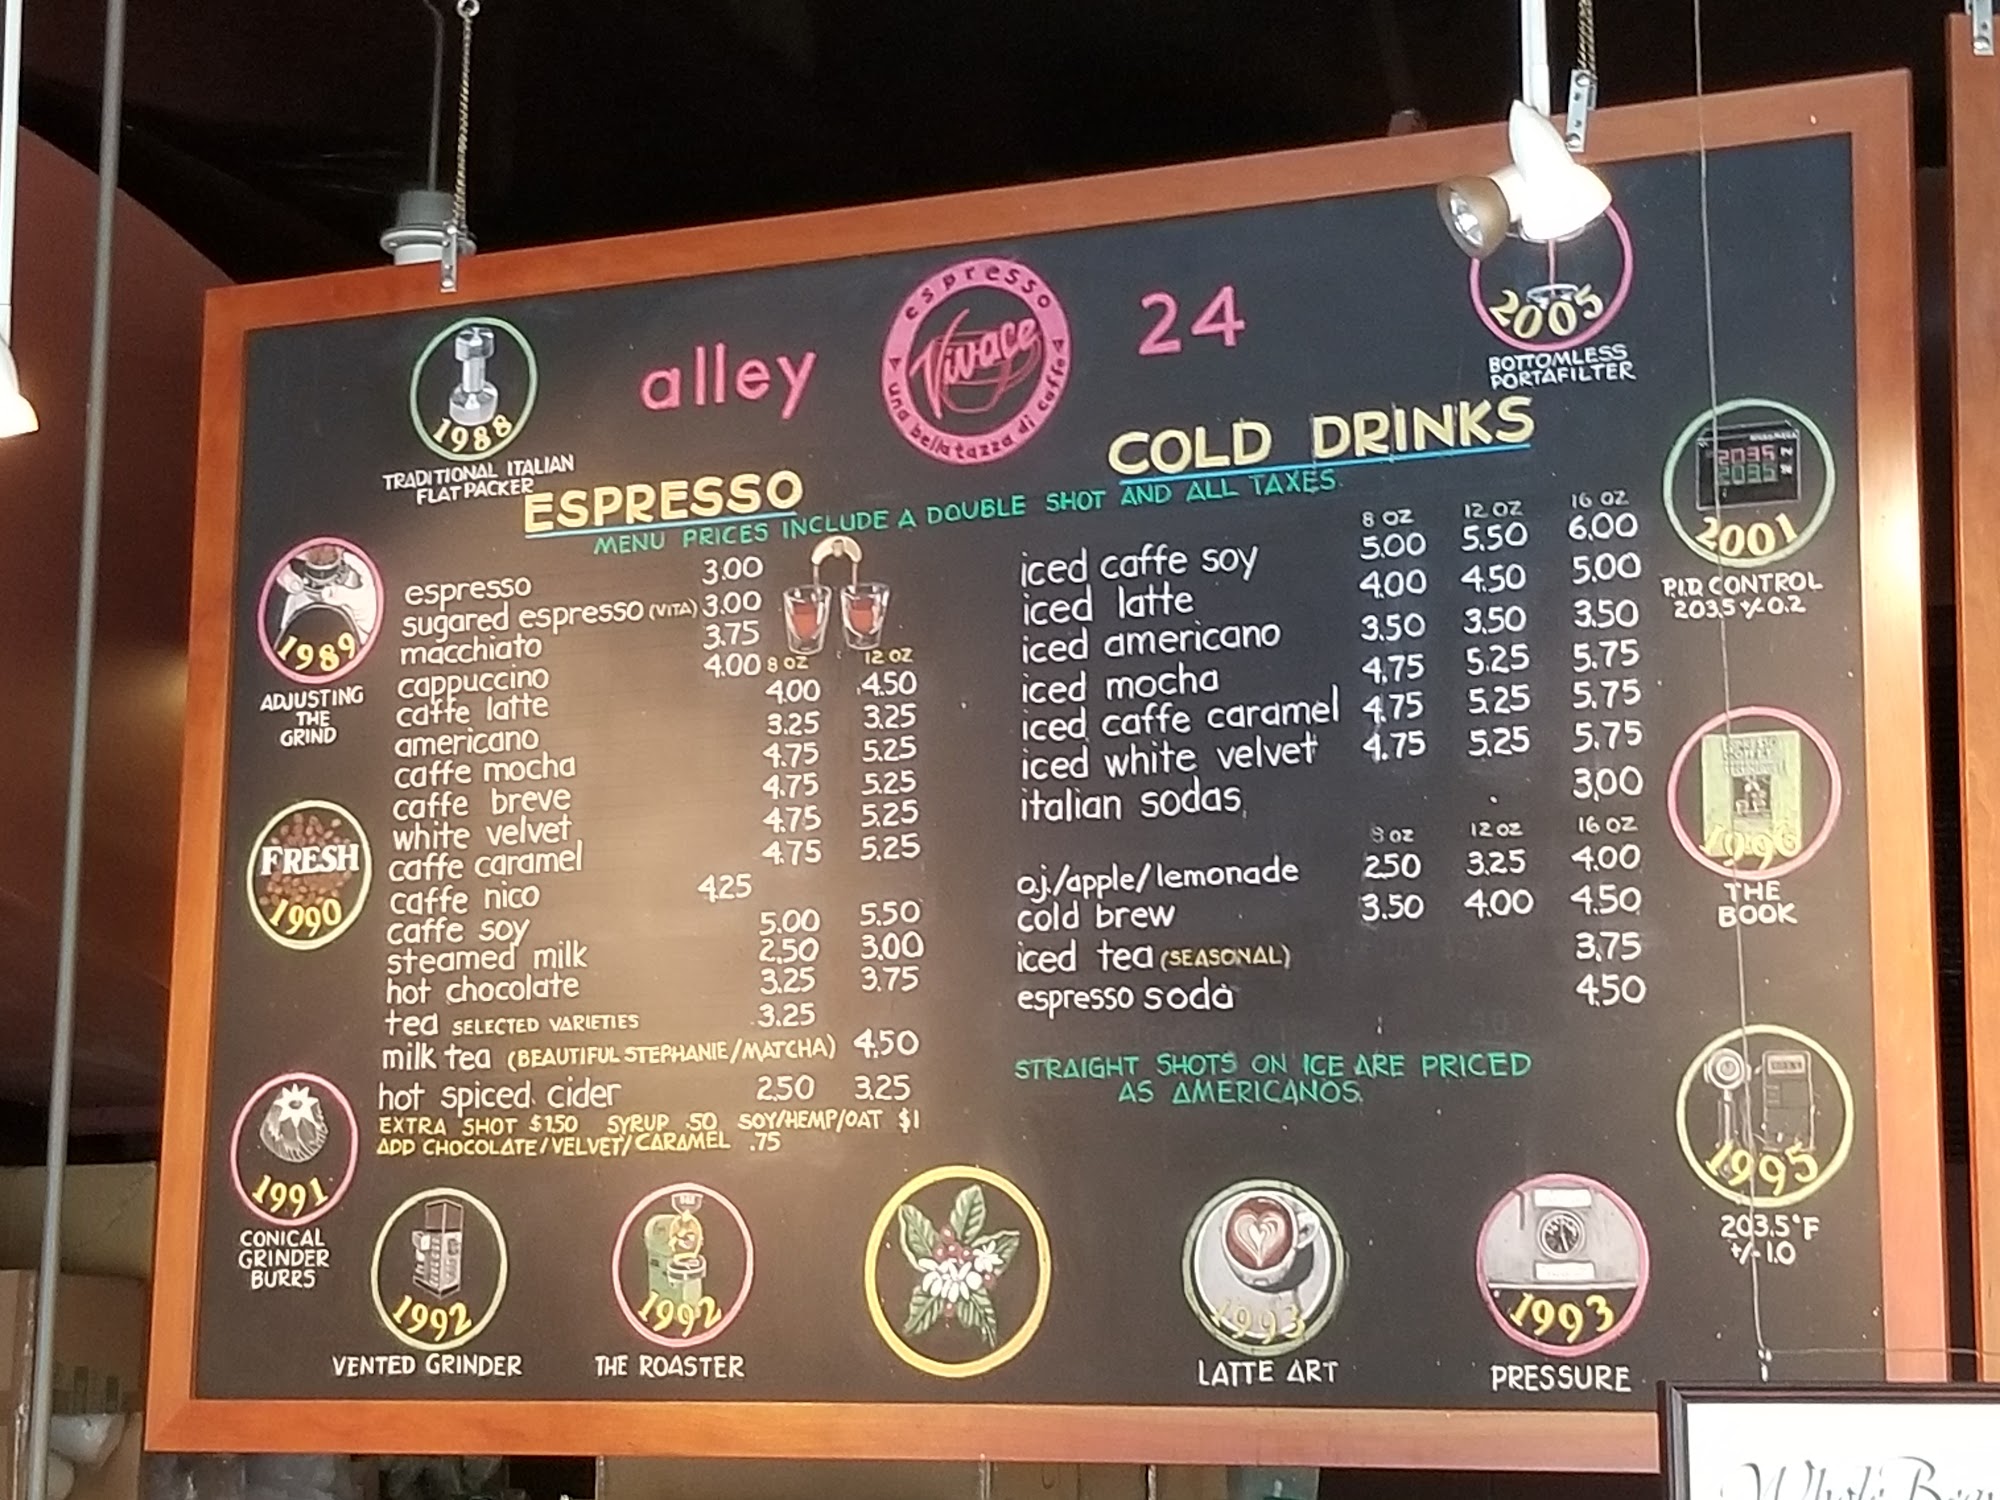 alley
espresso
Vivace
una bella tazza di caffe
24
1988
TRADITIONAL ITALIAN
FLAT PACKER
2005
BOTTOMLESS
PORTAFILTER
ESPRESSO
COLD DRINKS
MENU PRICES INCLUDE A DOUBLE SHOT AND ALL TAXES.
espresso 3.00
sugared espresso (VITA) 3.00
macchiato 3.75
cappuccino 4.00
8 OZ 12 OZ
caffe latte 4.00 4.50
americano 3.25 3.25
caffe mocha 4.75 5.25
caffe breve 4.75 5.25
white velvet 4.75 5.25
caffe caramel 4.75 5.25
caffe nico 4.25
caffe soy 5.00 5.50
steamed milk 2.50 3.00
hot chocolate 3.25 3.75
tea SELECTED VARIETIES 3.25
milk tea (BEAUTIFUL STEPHANIE/MATCHA) 4.50
hot spiced cider 2.50 3.25
EXTRA SHOT $1.50 SYRUP .50 SOY/HEMP/OAT $1
ADD CHOCOLATE/VELVET/CARAMEL .75
8 OZ 12 OZ 16 OZ
iced caffe soy 5.00 5.50 6.00
iced latte 4.00 4.50 5.00
iced americano 3.50 3.50 3.50
iced mocha 4.75 5.25 5.75
iced caffe caramel 4.75 5.25 5.75
iced white velvet 4.75 5.25 5.75
italian sodas 3.00
8 OZ 12 OZ 16 OZ
o.j./apple/lemonade 2.50 3.25 4.00
cold brew 3.50 4.00 4.50
iced tea (SEASONAL) 3.75
espresso soda 4.50
STRAIGHT SHOTS ON ICE ARE PRICED
AS AMERICANOS.
1989
ADJUSTING
THE
GRIND
FRESH
1990
1991
CONICAL
GRINDER
BURRS
1992
VENTED GRINDER
1992
THE ROASTER
1993
LATTE ART
1993
PRESSURE
2035
2035
2001
P.I.D. CONTROL
203.5 +/- 0.2
1996
THE
BOOK
1995
203.5°F
+/- 1.0